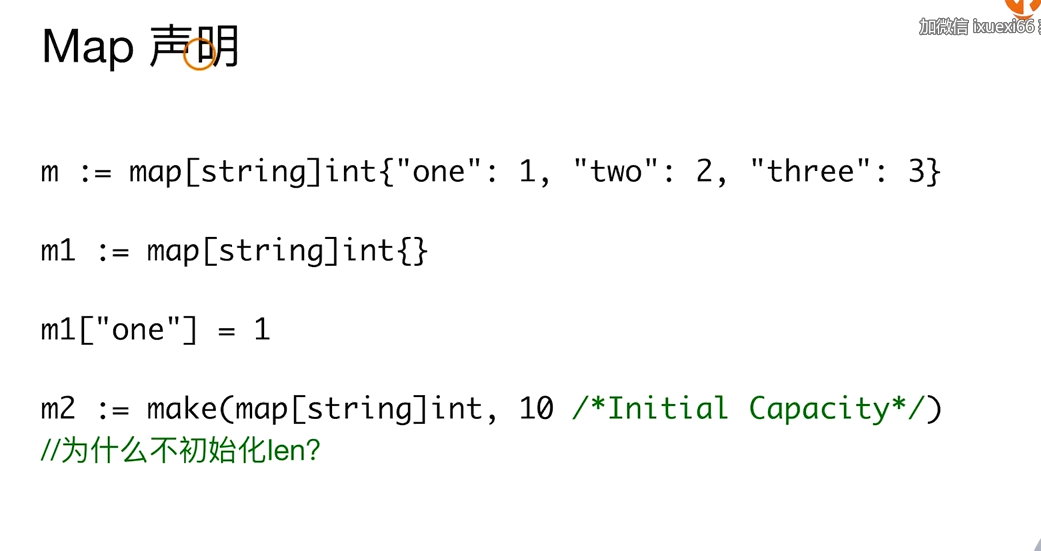 加微信 ixuexi66
Map 声明
m := map[string]int{"one": 1, "two": 2, "three": 3}
m1 := map[string]int{}
m1["one"] = 1
m2 := make(map[string]int, 10 /*Initial Capacity*/)
//为什么不初始化len?